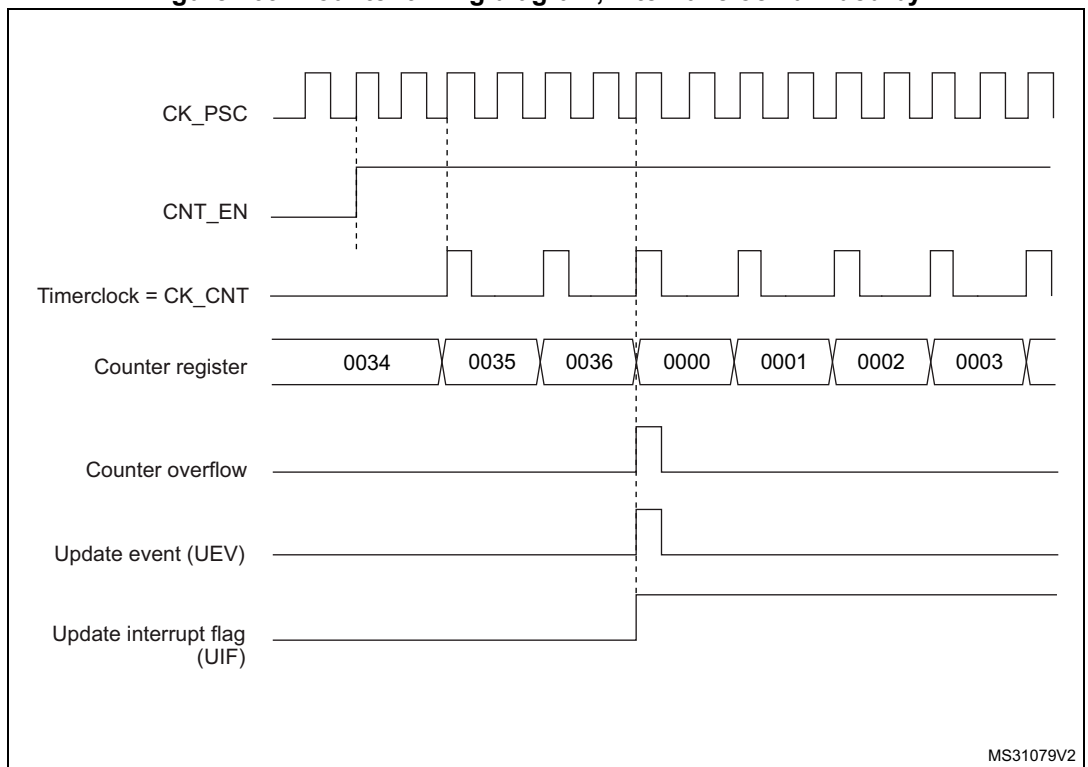 CK_PSC
CNT_EN
Timerclock = CK_CNT
Counter register
0034 0035 0036 0000 0001 0002 0003
Counter overflow
Update event (UEV)
Update interrupt flag
(UIF)
MS31079V2